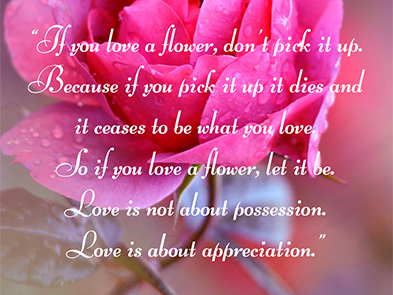 “If you love a flower, don't pick it up.
Because if you pick it up it dies and
it ceases to be what you love.
So if you love a flower, let it be.
Love is not about possession.
Love is about appreciation.”